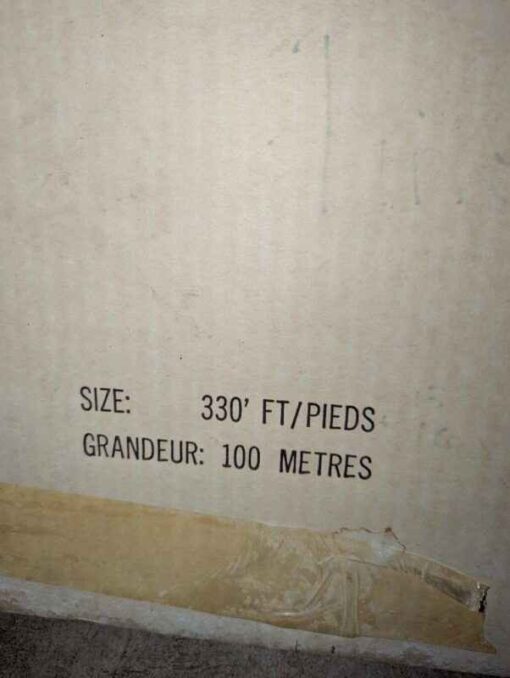 SIZE: 330' FT/PIEDS
GRANDEUR: 100 METRES